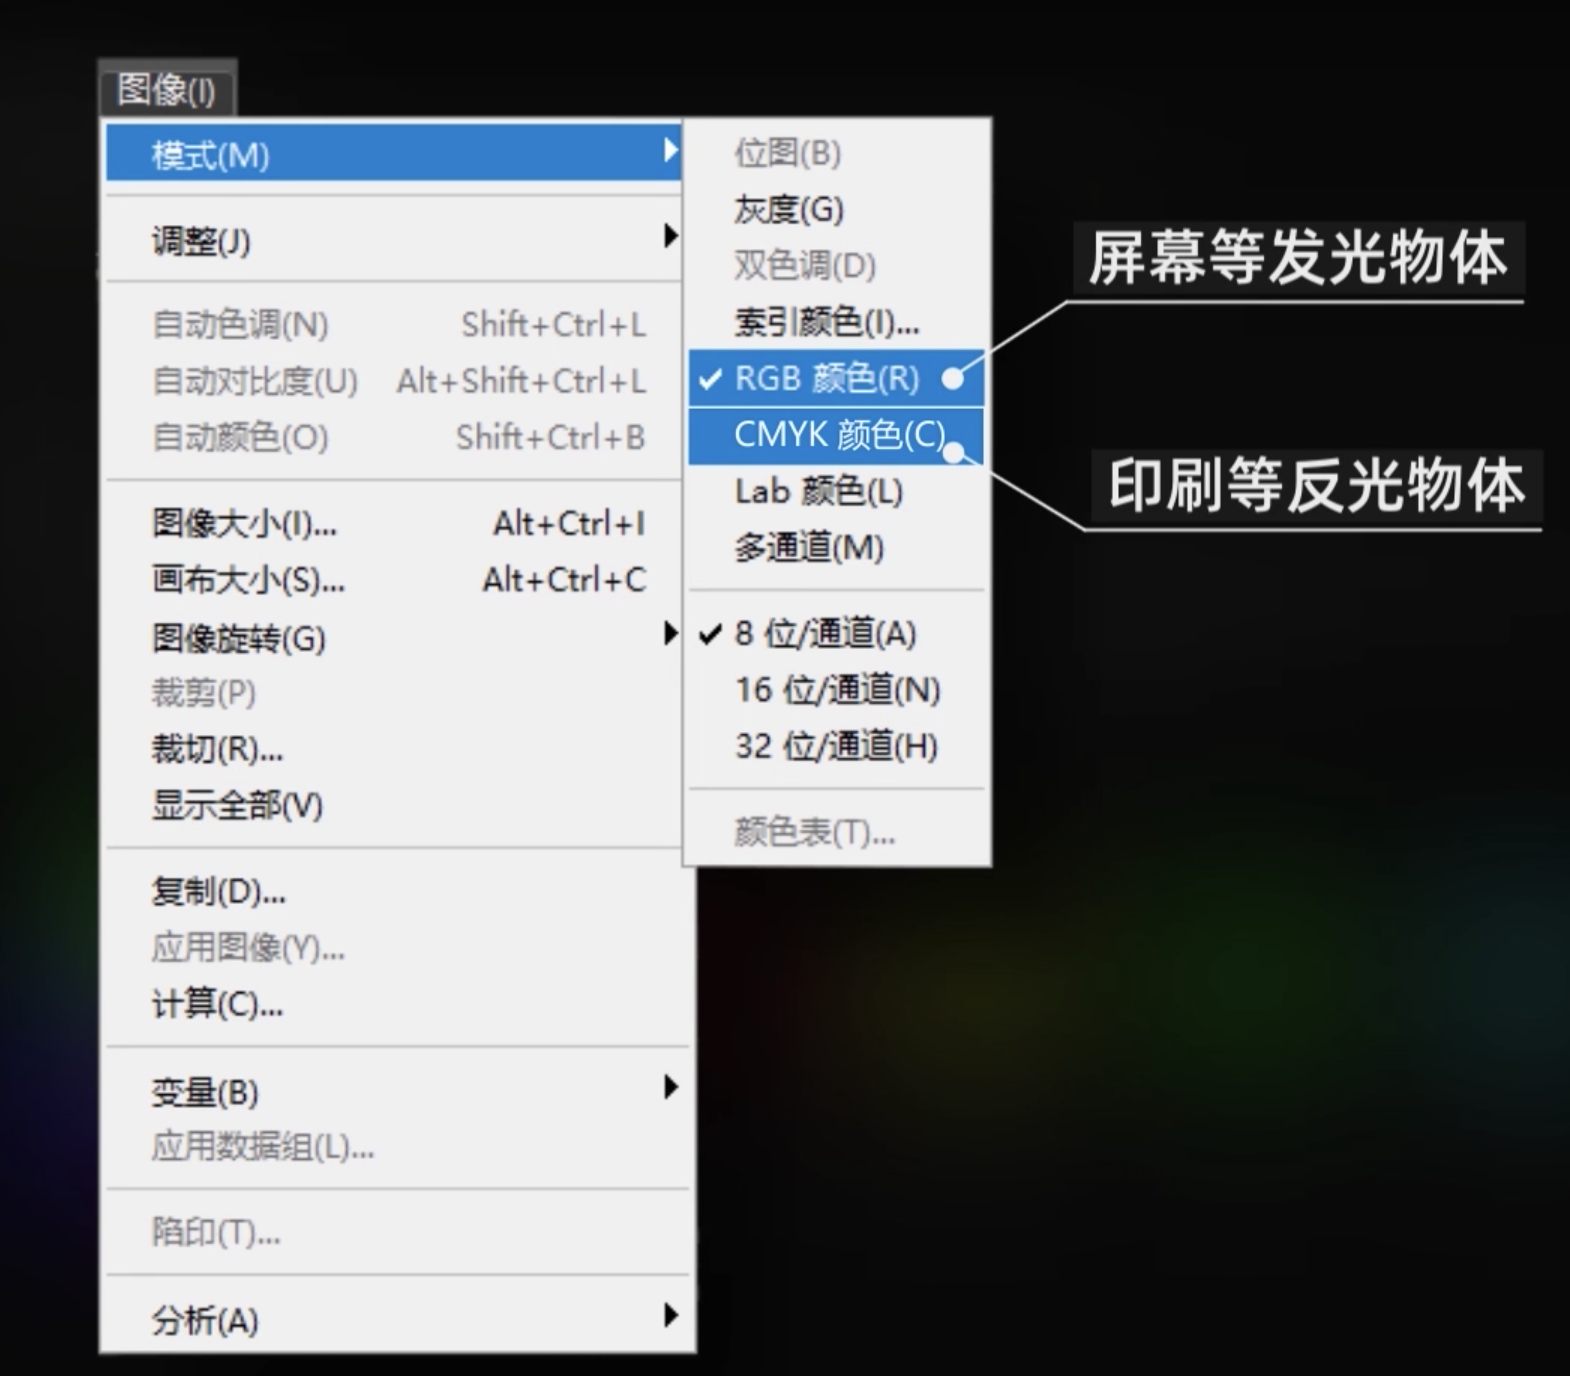 图像(I)
模式(M)
调整(J)
自动色调(N) Shift+Ctrl+L
自动对比度(U) Alt+Shift+Ctrl+L
自动颜色(O) Shift+Ctrl+B
图像大小(I)... Alt+Ctrl+I
画布大小(S)... Alt+Ctrl+C
图像旋转(G)
裁剪(P)
裁切(R)...
显示全部(V)
复制(D)...
应用图像(Y)...
计算(C)...
变量(B)
应用数据组(L)...
陷印(T)...
分析(A)
位图(B)
灰度(G)
双色调(D)
索引颜色(I)...
RGB 颜色(R)
CMYK 颜色(C)
Lab 颜色(L)
多通道(M)
8 位/通道(A)
16 位/通道(N)
32 位/通道(H)
颜色表(T)...
屏幕等发光物体
印刷等反光物体